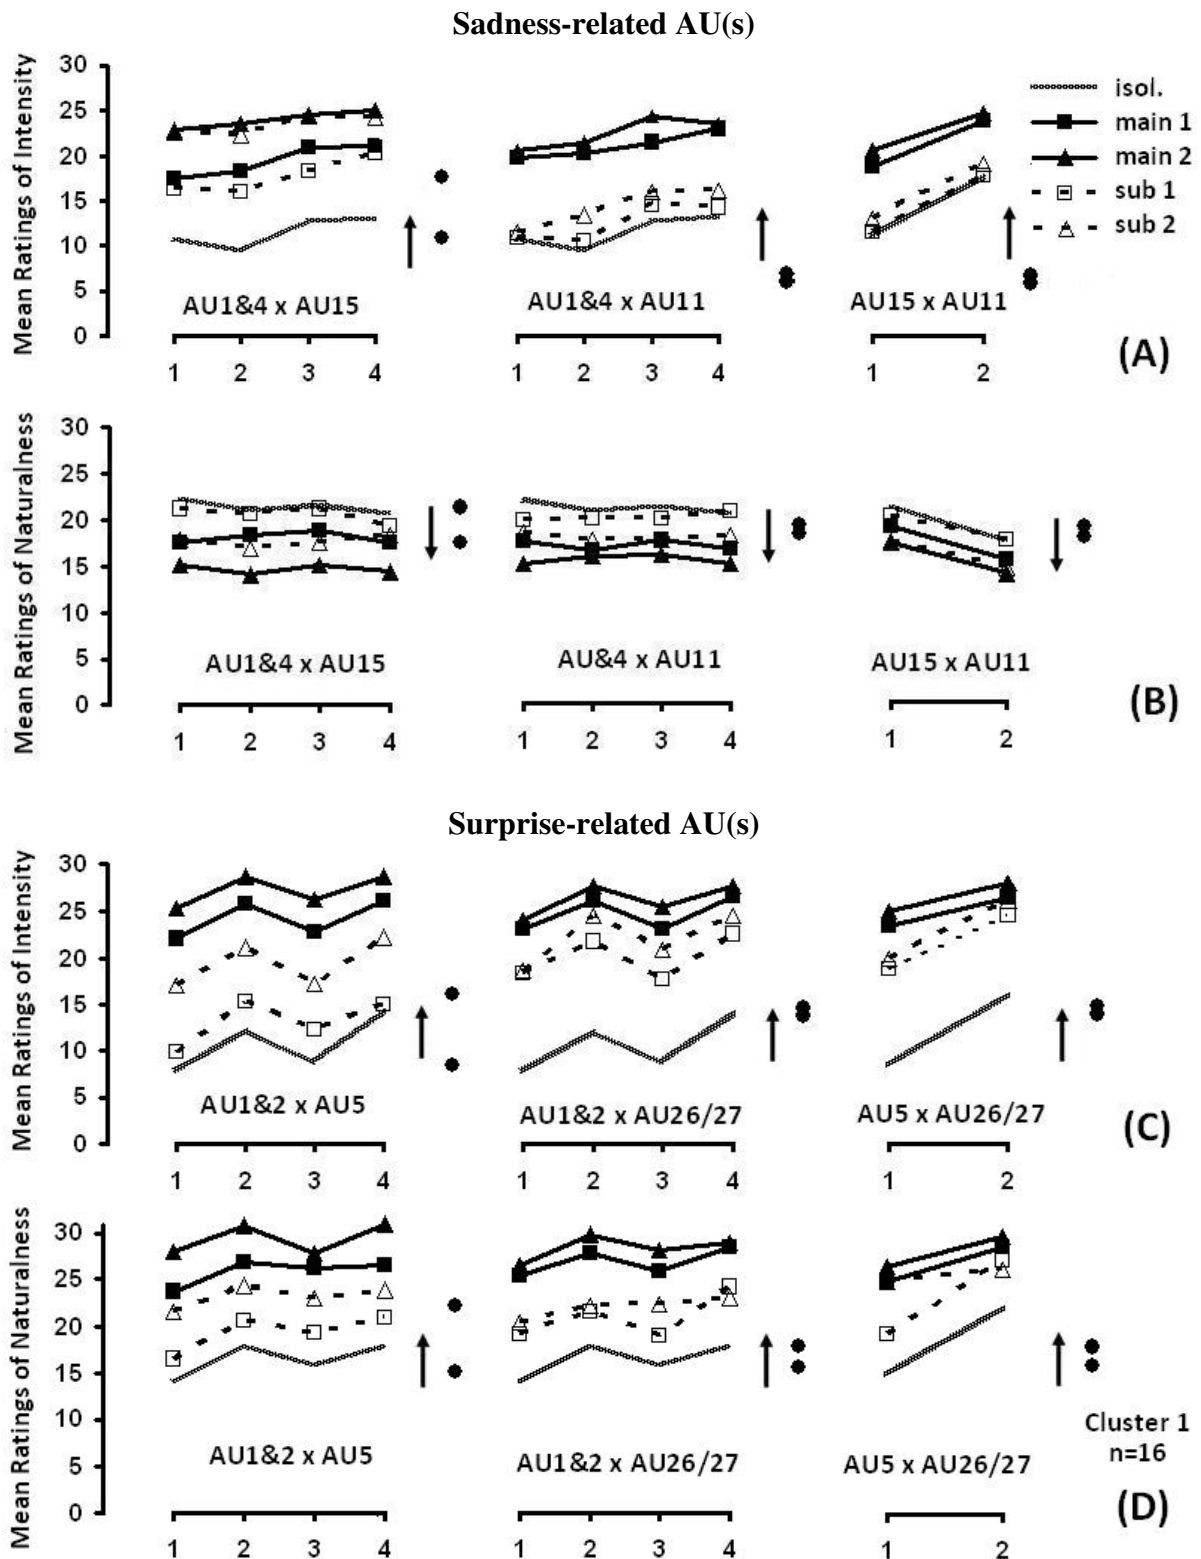 Sadness-related AU(s)
Mean Ratings of Intensity
30
25
20
15
10
5
0
AU1&4 x AU15
1 2 3 4
AU1&4 x AU11
1 2 3 4
AU15 x AU11
1 2
isol.
main 1
main 2
sub 1
sub 2
(A)
Mean Ratings of Naturalness
30
25
20
15
10
5
0
AU1&4 x AU15
1 2 3 4
AU&4 x AU11
1 2 3 4
AU15 x AU11
1 2
(B)
Surprise-related AU(s)
Mean Ratings of Intensity
30
25
20
15
10
5
0
AU1&2 x AU5
1 2 3 4
AU1&2 x AU26/27
1 2 3 4
AU5 x AU26/27
1 2
(C)
Mean Ratings of Naturalness
30
25
20
15
10
5
0
AU1&2 x AU5
1 2 3 4
AU1&2 x AU26/27
1 2 3 4
AU5 x AU26/27
1 2
Cluster 1
n=16
(D)